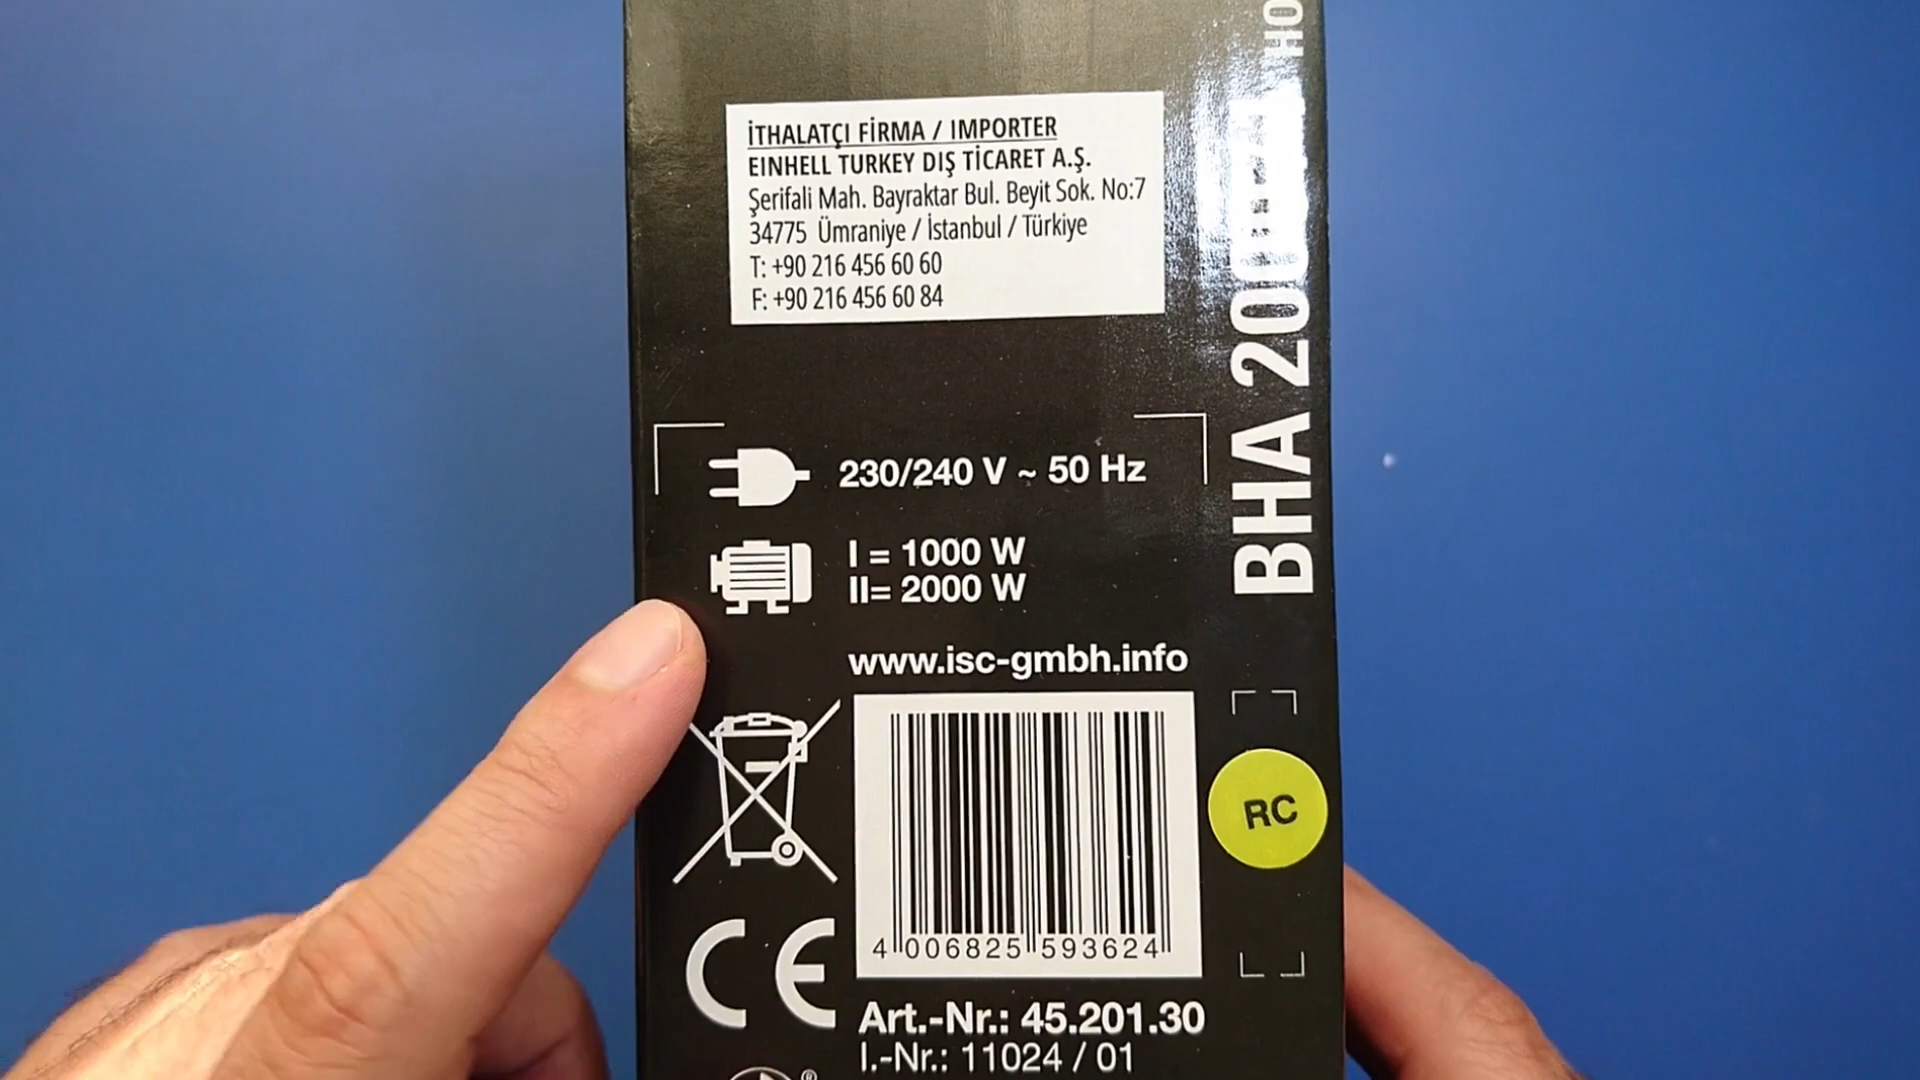 İTHALATÇI FİRMA / IMPORTER
EINHELL TURKEY DIŞ TİCARET A.Ş.
Şerifali Mah. Bayraktar Bul. Beyit Sok. No:7
34775 Ümraniye / İstanbul / Türkiye
T: +90 216 456 60 60
F: +90 216 456 60 84
230/240 V ~ 50 Hz
I = 1000 W
II= 2000 W
www.isc-gmbh.info
4 006825 593624
CE
Art.-Nr.: 45.201.30
I.-Nr.: 11024 / 01
®
BHA
RC